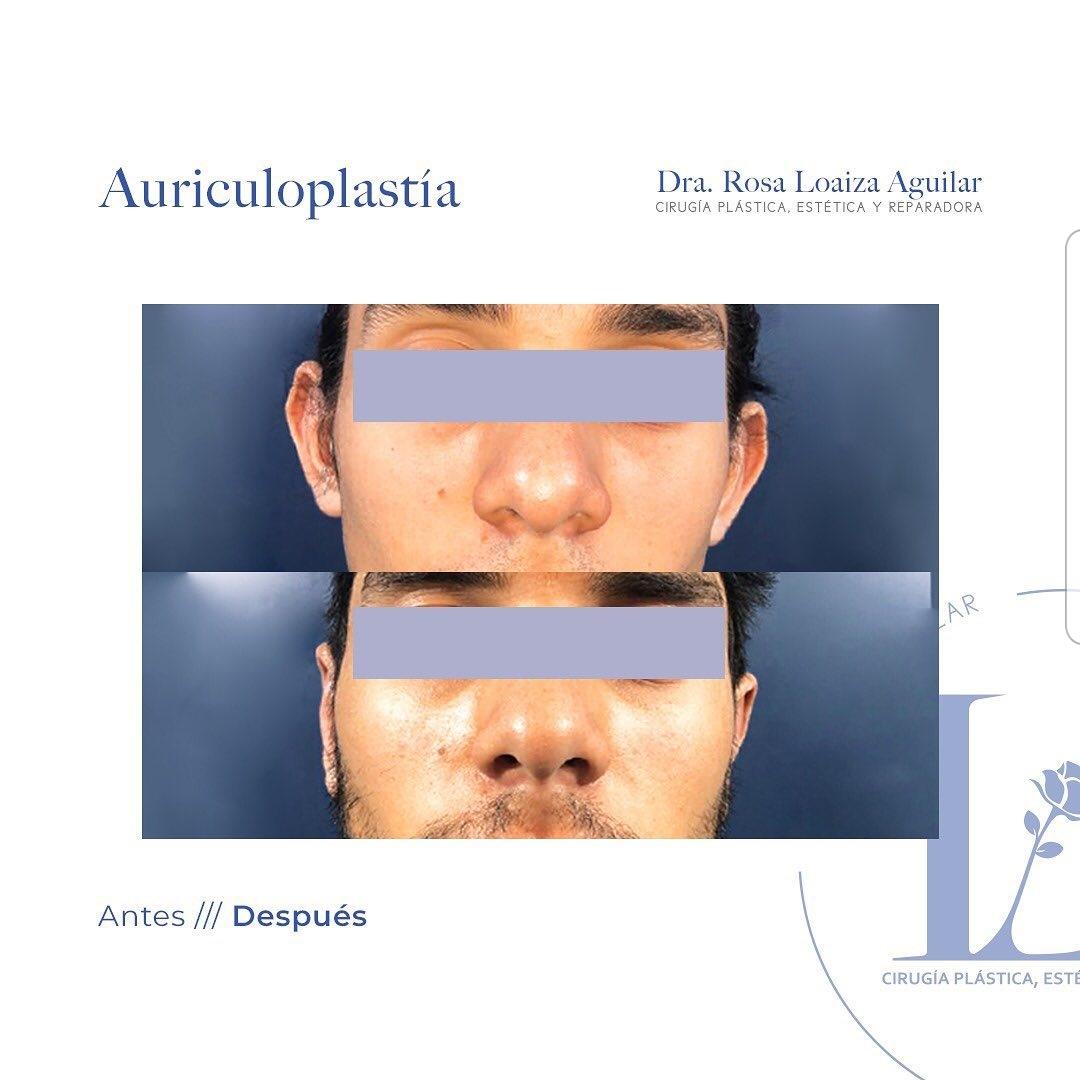 Auriculoplastía
Dra. Rosa Loaiza Aguilar
CIRUGÍA PLÁSTICA, ESTÉTICA Y REPARADORA
LAR
L
CIRUGÍA PLÁSTICA, ESTÉ
Antes /// Después